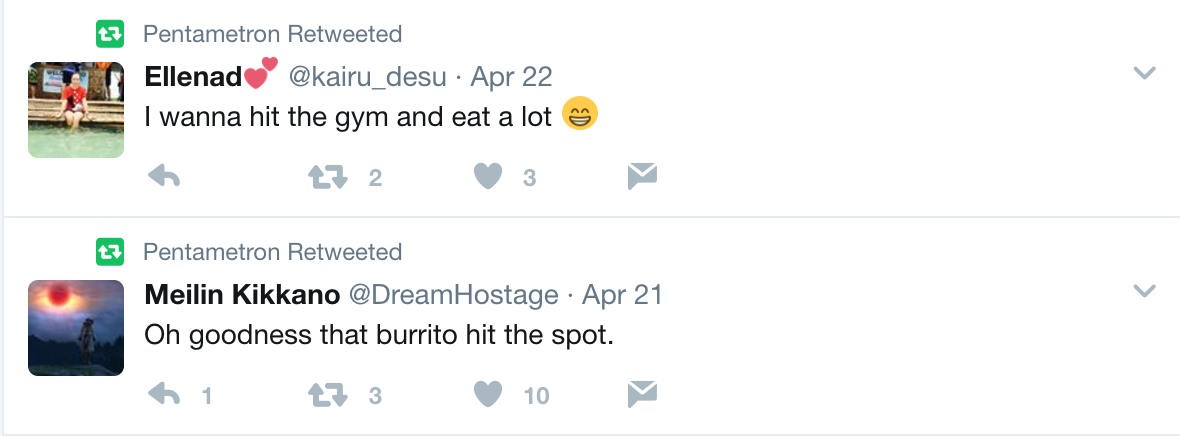 Pentametron Retweeted
Ellenad💕 @kairu_desu · Apr 22
I wanna hit the gym and eat a lot 😁
2 3
Pentametron Retweeted
Meilin Kikkano @DreamHostage · Apr 21
Oh goodness that burrito hit the spot.
1 3 10